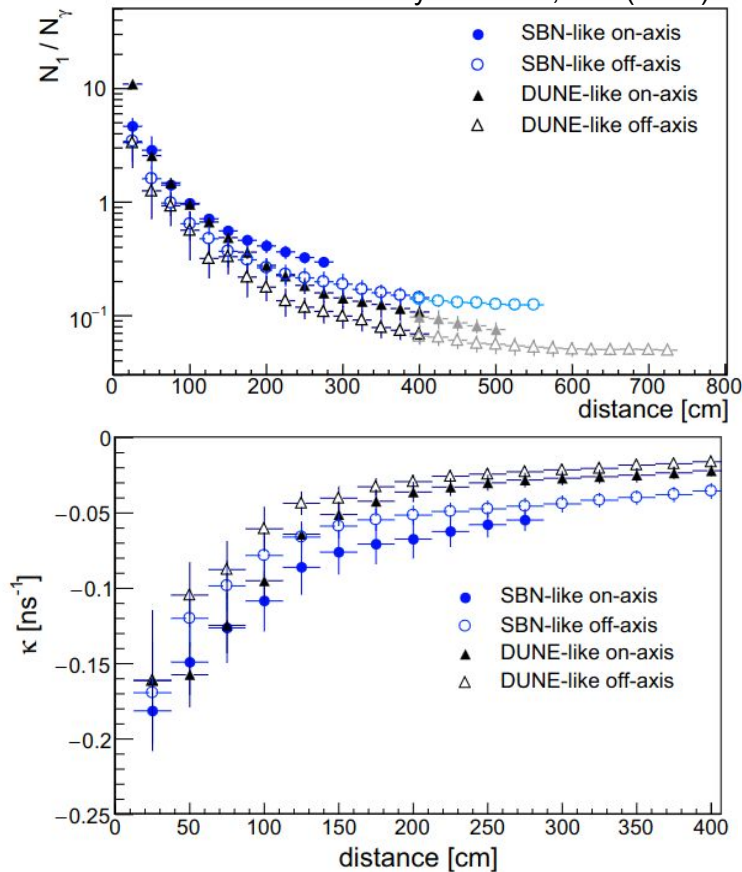 N₁ / Nγ
SBN-like on-axis
SBN-like off-axis
DUNE-like on-axis
DUNE-like off-axis
10
1
10⁻¹
0 100 200 300 400 500 600 700 800
distance [cm]
κ [ns⁻¹]
0
−0.05
−0.1
−0.15
−0.2
−0.25
SBN-like on-axis
SBN-like off-axis
DUNE-like on-axis
DUNE-like off-axis
0 50 100 150 200 250 300 350 400
distance [cm]